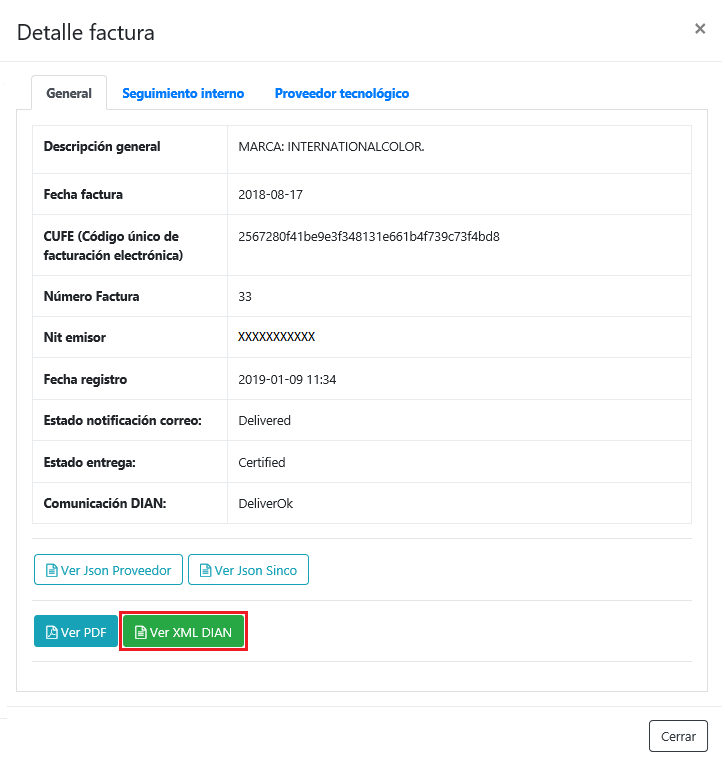 Detalle factura
×
General
Seguimiento interno
Proveedor tecnológico
Descripción general
MARCA: INTERNATIONALCOLOR.
Fecha factura
2018-08-17
CUFE (Código único de
facturación electrónica)
2567280f41be9e3f348131e661b4f739c73f4bd8
Número Factura
33
Nit emisor
XXXXXXXXXXX
Fecha registro
2019-01-09 11:34
Estado notificación correo:
Delivered
Estado entrega:
Certified
Comunicación DIAN:
DeliverOk
Ver Json Proveedor
Ver Json Sinco
Ver PDF
Ver XML DIAN
Cerrar